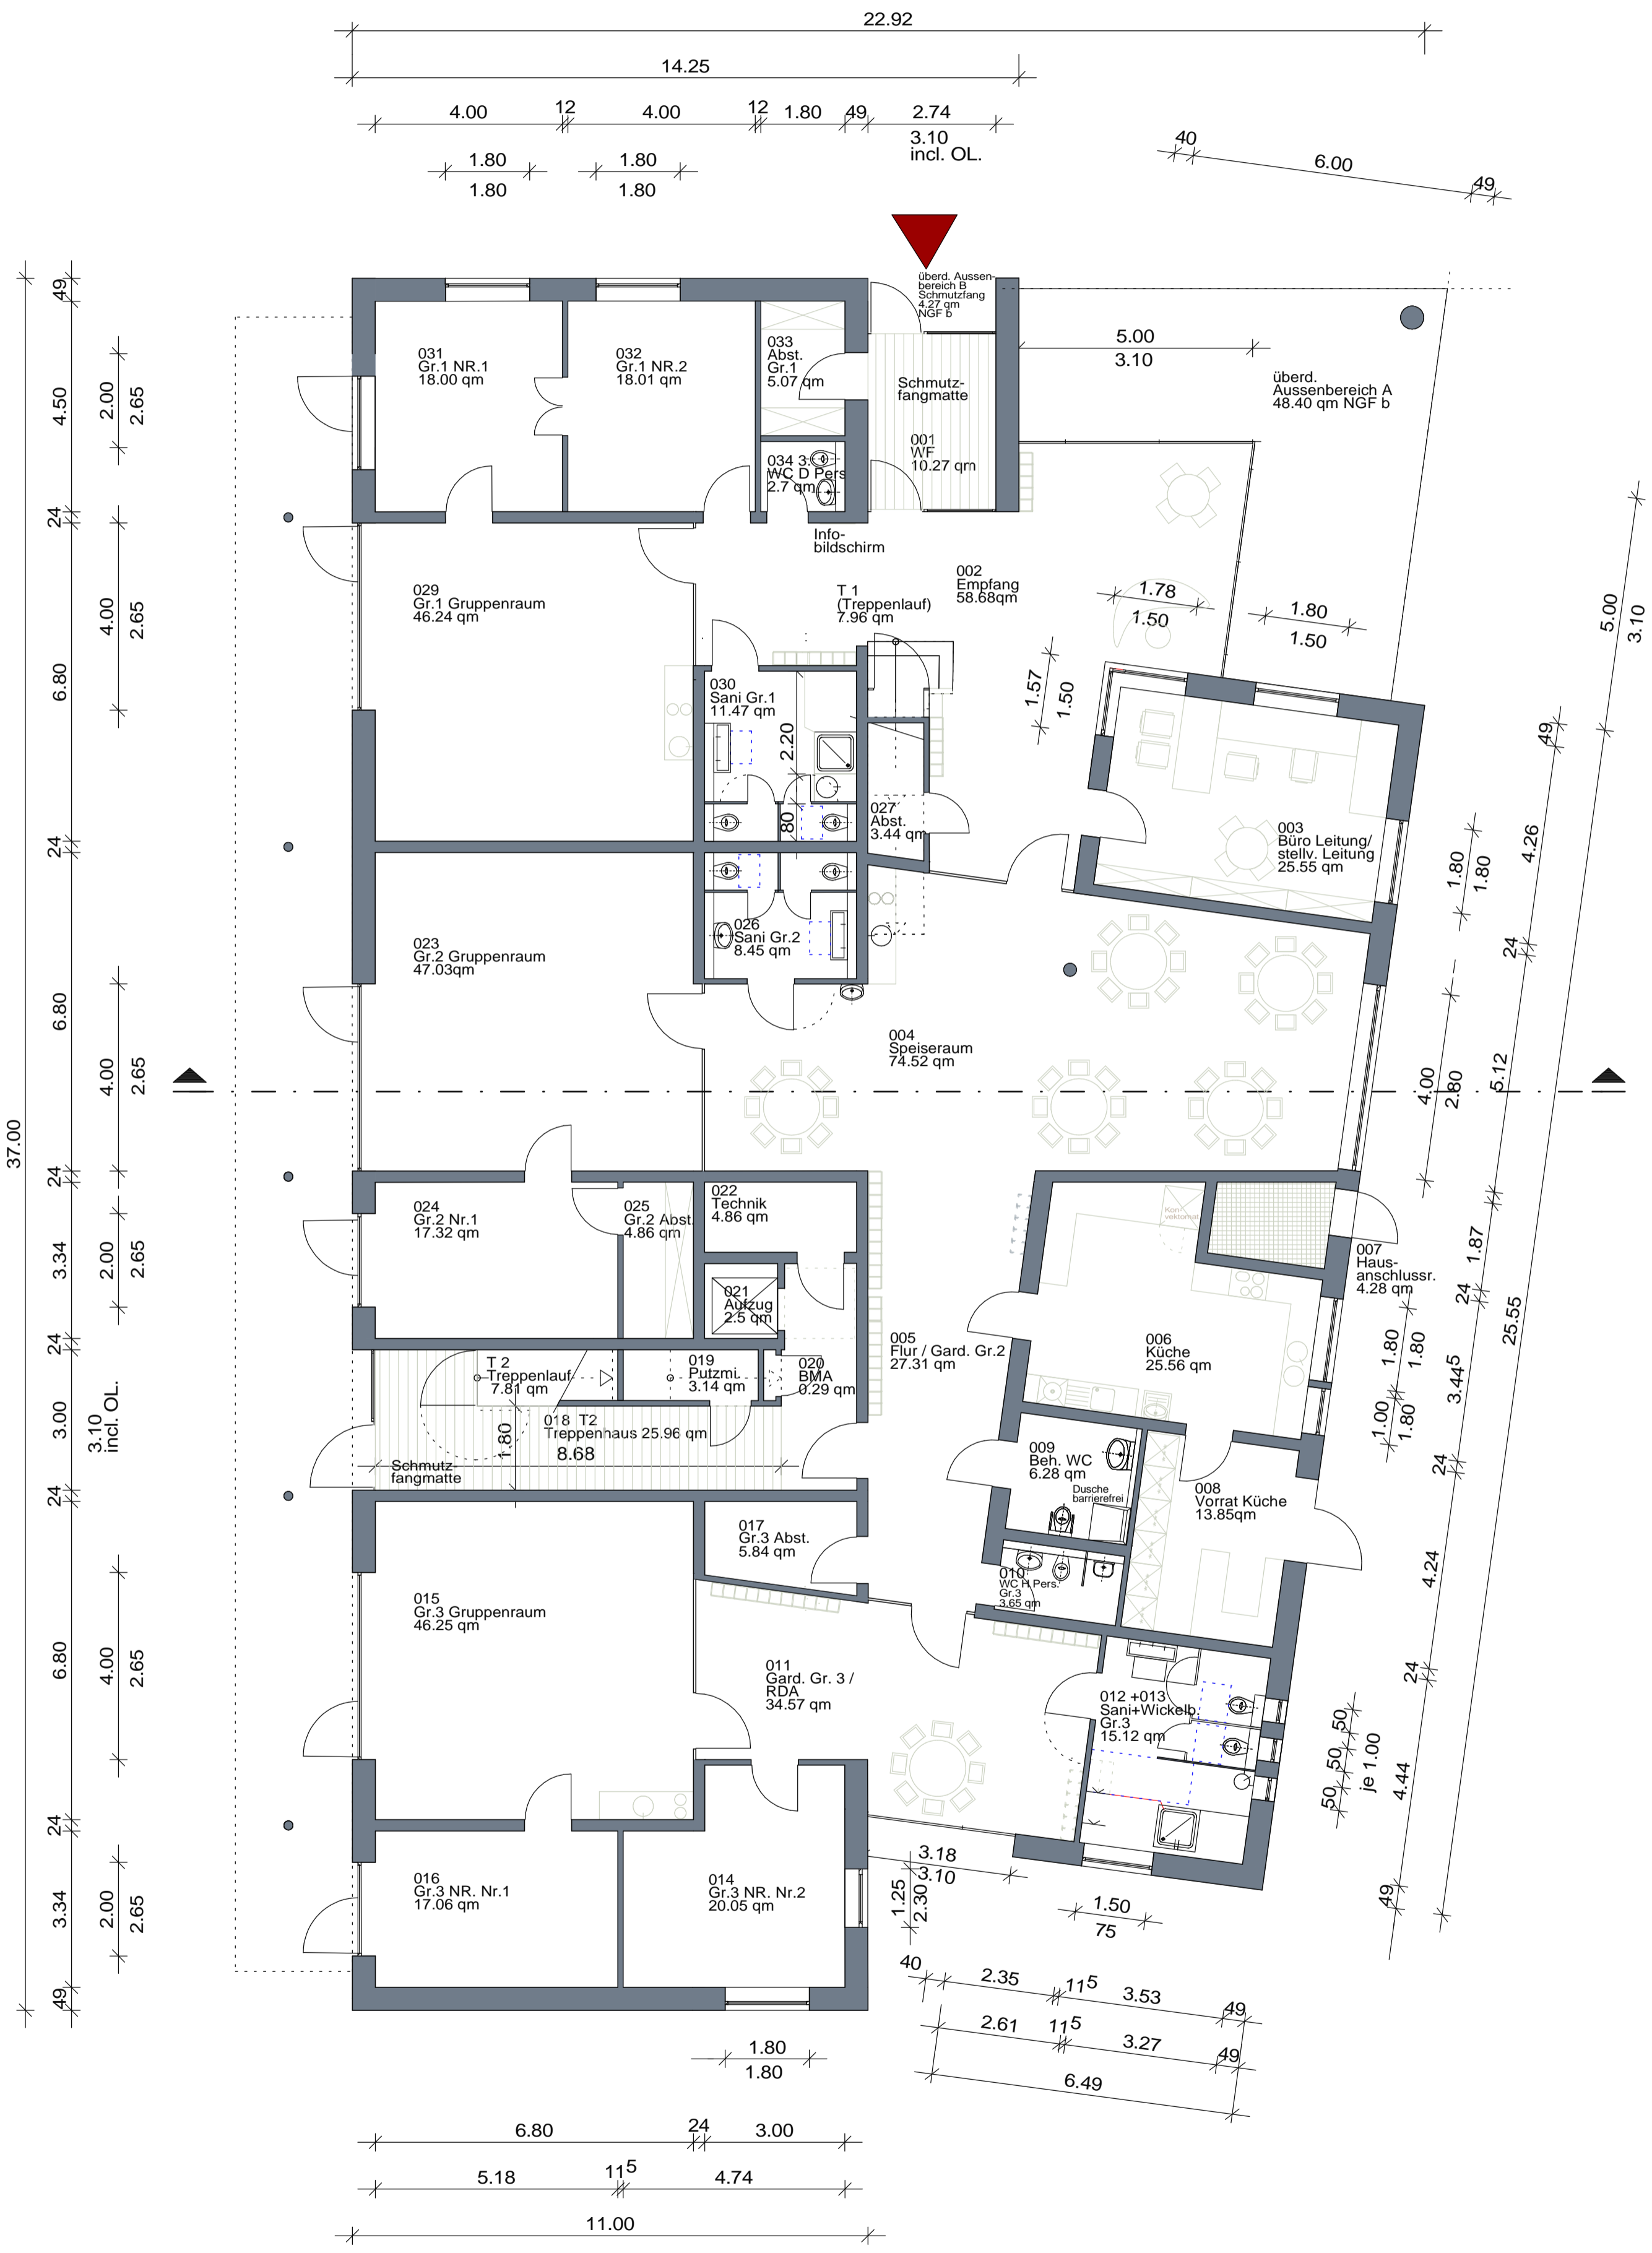 22.92
14.25
4.00
12
4.00
12
1.80
49
2.74
3.10
incl. OL.
1.80
1.80
1.80
1.80
40
6.00
49
überd. Aussen-
bereich B
Schmutzfang
4.27 qm
NGF b
031
Gr.1 NR.1
18.00 qm
032
Gr.1 NR.2
18.01 qm
033
Abst.
Gr.1
5.07 qm
Schmutz-
fangmatte
001
WF
10.27 qm
034 3.
WC D Pers
2.7 qm
5.00
3.10
überd.
Aussenbereich A
48.40 qm NGF b
Info-
bildschirm
029
Gr.1 Gruppenraum
46.24 qm
T 1
(Treppenlauf)
7.96 qm
002
Empfang
58.68qm
1.78
1.50
1.80
1.50
1.57
1.50
5.00
3.10
030
Sani Gr.1
11.47 qm
2.20
80
027
Abst.
3.44 qm
003
Büro Leitung/
stellv. Leitung
25.55 qm
023
Gr.2 Gruppenraum
47.03qm
026
Sani Gr.2
8.45 qm
004
Speiseraum
74.52 qm
024
Gr.2 Nr.1
17.32 qm
025
Gr.2 Abst.
4.86 qm
022
Technik
4.86 qm
021
Aufzug
2.5 qm
Kon-
vektomat
007
Haus-
anschlussr.
4.28 qm
005
Flur / Gard. Gr.2
27.31 qm
006
Küche
25.56 qm
T 2
Treppenlauf
7.81 qm
019
Putzmi.
3.14 qm
020
BMA
0.29 qm
018 T2
Treppenhaus 25.96 qm
1.80
8.68
Schmutz-
fangmatte
009
Beh. WC
6.28 qm
Dusche
barrierefrei
008
Vorrat Küche
13.85qm
017
Gr.3 Abst.
5.84 qm
010
WC H Pers.
Gr.3
3.65 qm
015
Gr.3 Gruppenraum
46.25 qm
011
Gard. Gr. 3 /
RDA
34.57 qm
012 +013
Sani+Wickelb.
Gr.3
15.12 qm
016
Gr.3 NR. Nr.1
17.06 qm
014
Gr.3 NR. Nr.2
20.05 qm
37.00
49
4.50
24
6.80
24
6.80
24
3.34
24
3.00
24
6.80
24
3.34
49
2.00
2.65
4.00
2.65
4.00
2.65
2.00
2.65
3.10
incl. OL.
4.00
2.65
2.00
2.65
49
4.26
1.80
1.80
24
5.12
4.00
2.80
1.87
24
25.55
1.80
1.80
3.44⁵
1.00
1.80
24
4.24
24
50
50
50
je 1.00
4.44
49
3.18
3.10
1.25
2.30
1.50
75
40
2.35
11⁵
3.53
49
2.61
11⁵
3.27
49
6.49
1.80
1.80
6.80
24
3.00
5.18
11⁵
4.74
11.00